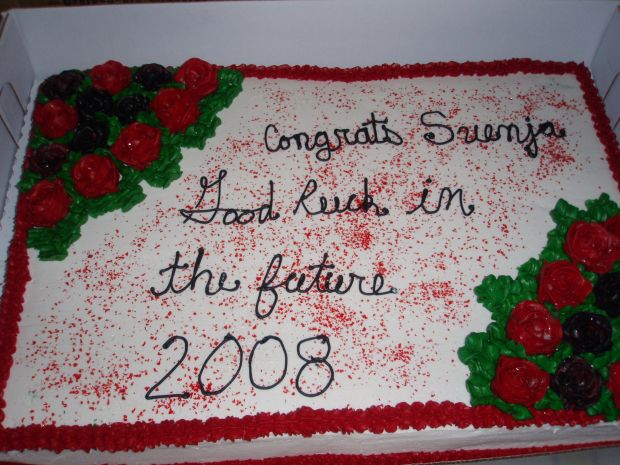 Congrats Svenja
Good Luck in
the future
2008